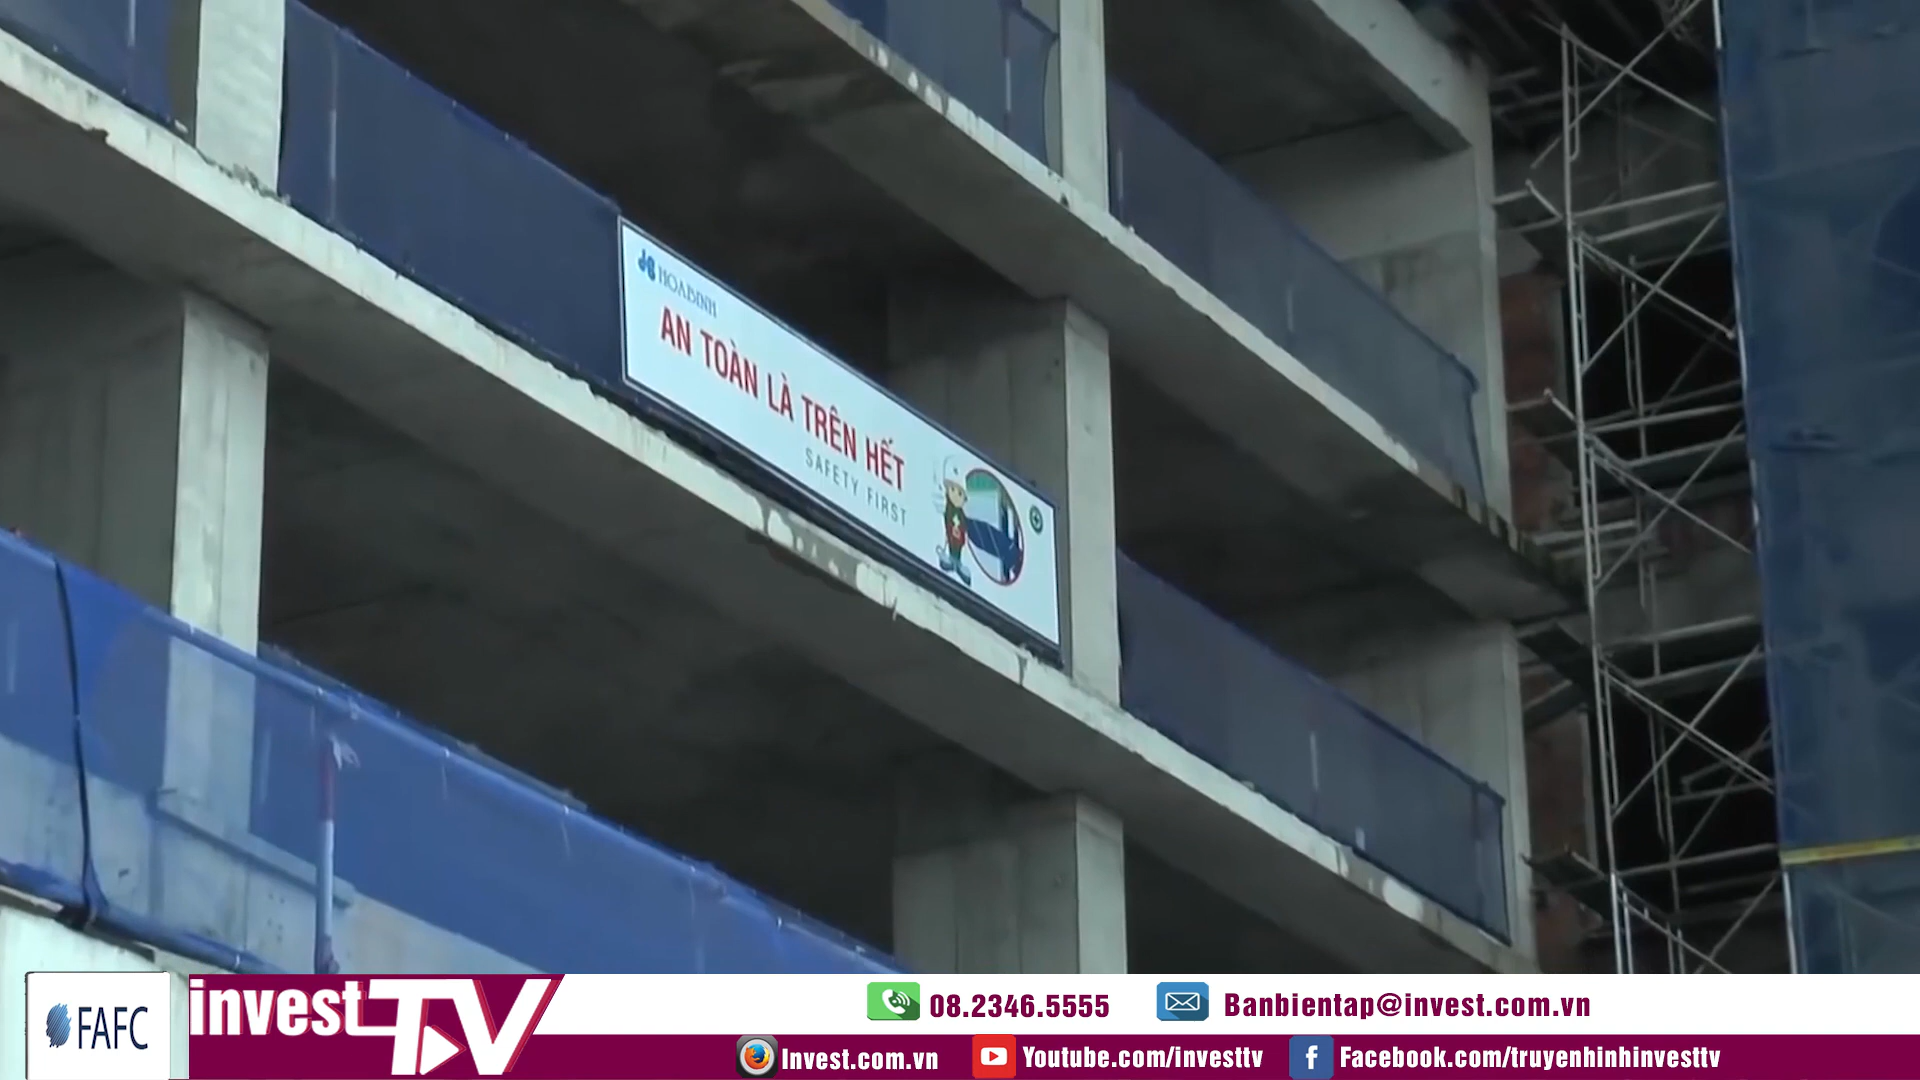 HOABINH
AN TOÀN LÀ TRÊN HẾT
SAFETY FIRST
FAFC
invest TV
08.2346.5555
Banbientap@invest.com.vn
Invest.com.vn
Youtube.com/investtv
Facebook.com/truyenhinhinvesttv